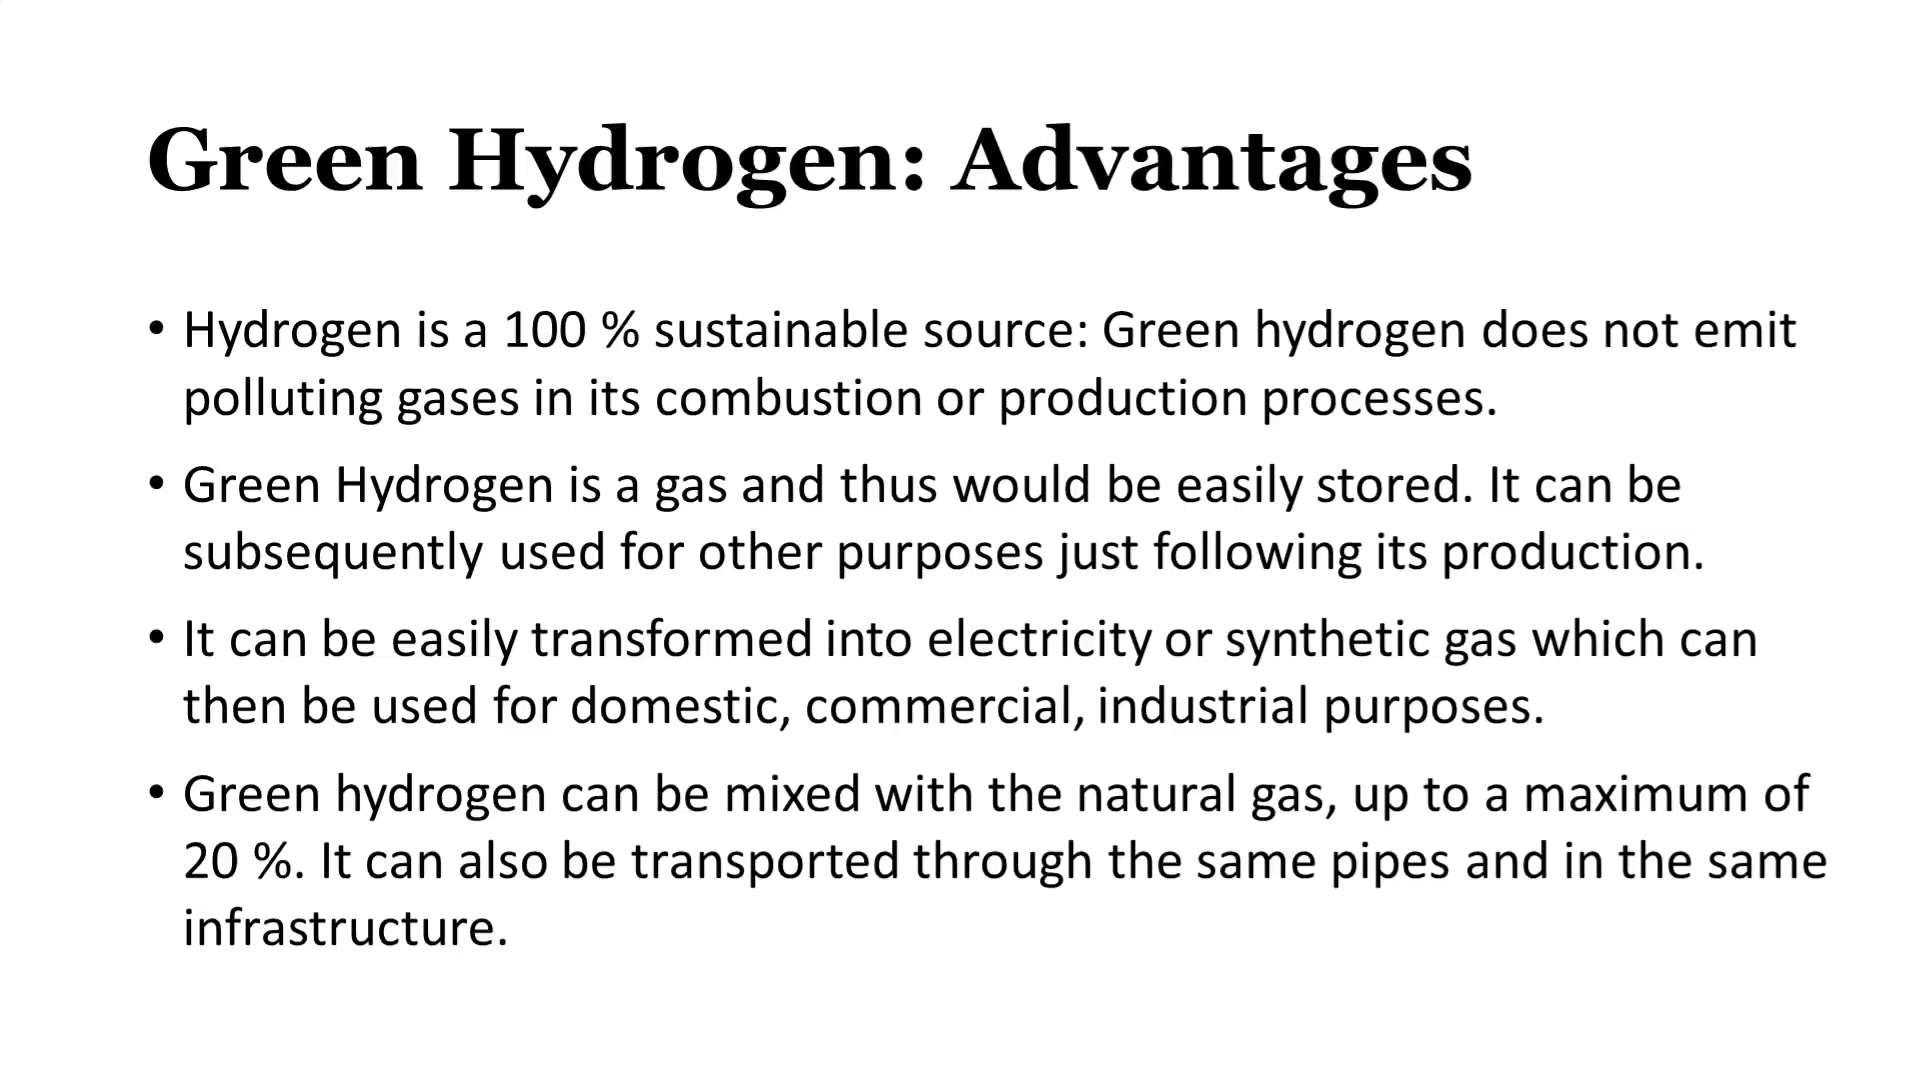 Green Hydrogen: Advantages
• Hydrogen is a 100 % sustainable source: Green hydrogen does not emit
polluting gases in its combustion or production processes.
• Green Hydrogen is a gas and thus would be easily stored. It can be
subsequently used for other purposes just following its production.
• It can be easily transformed into electricity or synthetic gas which can
then be used for domestic, commercial, industrial purposes.
• Green hydrogen can be mixed with the natural gas, up to a maximum of
20 %. It can also be transported through the same pipes and in the same
infrastructure.